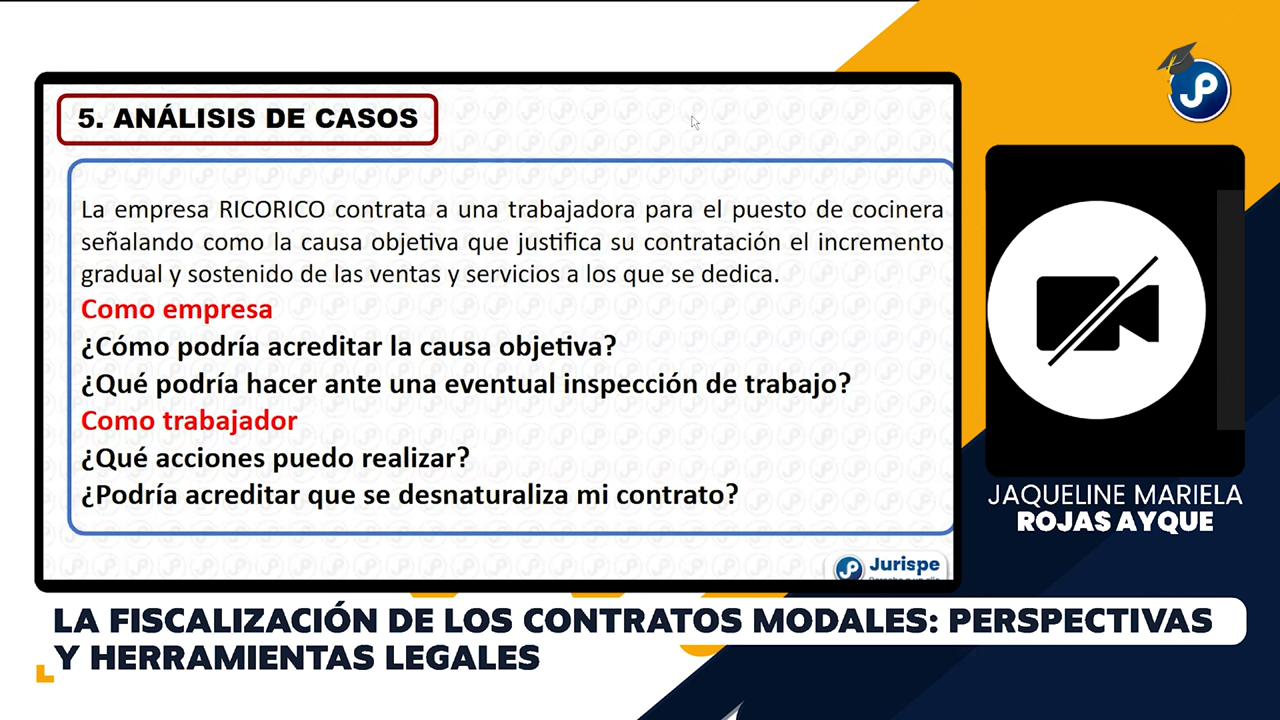 5. ANÁLISIS DE CASOS
La empresa RICORICO contrata a una trabajadora para el puesto de cocinera
señalando como la causa objetiva que justifica su contratación el incremento
gradual y sostenido de las ventas y servicios a los que se dedica.
Como empresa
¿Cómo podría acreditar la causa objetiva?
¿Qué podría hacer ante una eventual inspección de trabajo?
Como trabajador
¿Qué acciones puedo realizar?
¿Podría acreditar que se desnaturaliza mi contrato?
Jurispe
JP
JAQUELINE MARIELA
ROJAS AYQUE
LA FISCALIZACIÓN DE LOS CONTRATOS MODALES: PERSPECTIVAS
Y HERRAMIENTAS LEGALES